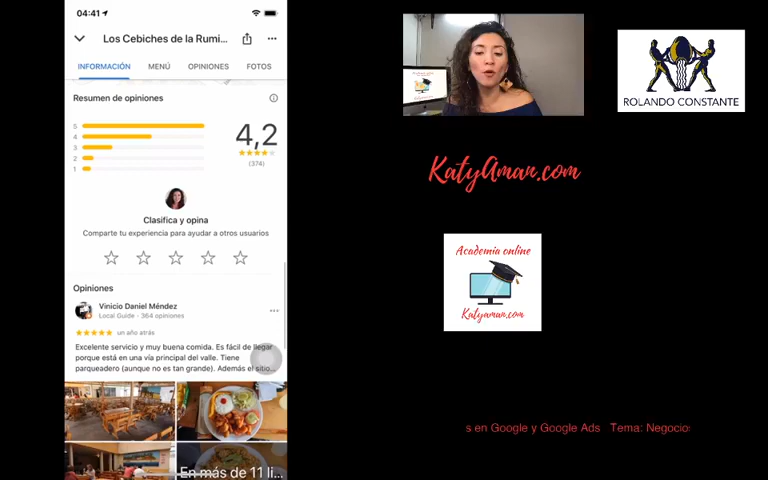 04:41
Los Cebiches de la Rumi...
INFORMACIÓN
MENÚ
OPINIONES
FOTOS
Resumen de opiniones
5
4
3
2
1
4,2
(374)
Clasifica y opina
Comparte tu experiencia para ayudar a otros usuarios
Opiniones
Vinicio Daniel Méndez
Local Guide - 364 opiniones
un año atrás
Excelente servicio y muy buena comida. Es fácil de llegar
porque está en una vía principal del valle. Tiene
parqueadero (aunque no es tan grande). Además el sitio...
En más de 11 li...
ROLANDO CONSTANTE
KatyAman.com
Academia online
Katyaman.com
s en Google y Google Ads Tema: Negocios